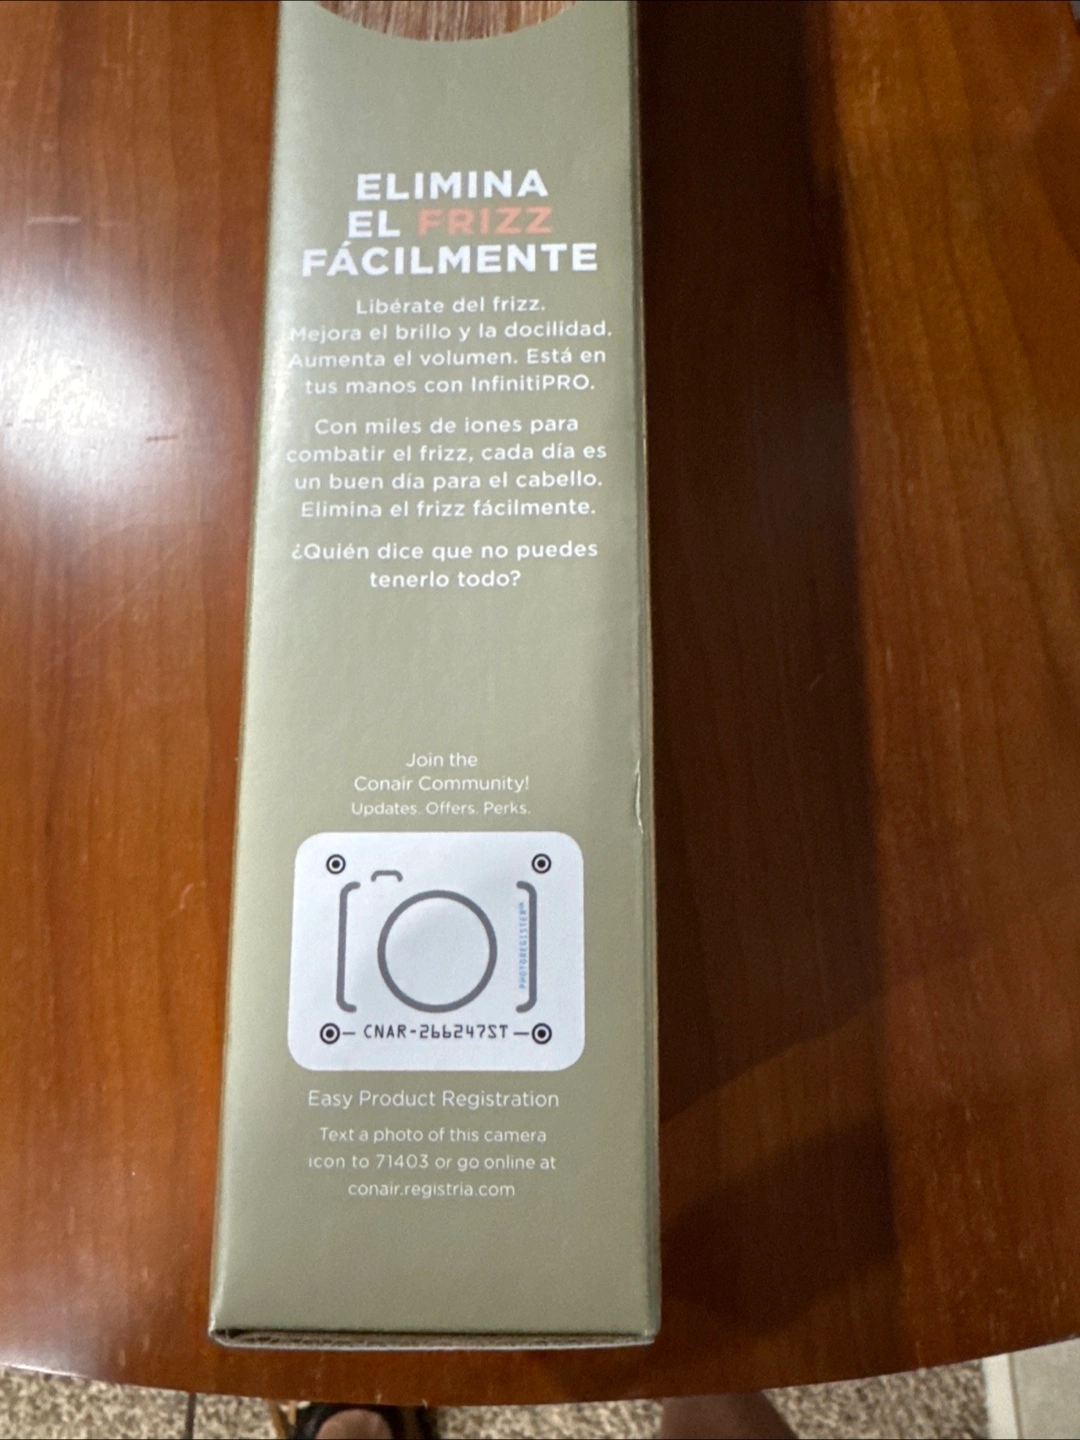 ELIMINA
EL FRIZZ
FÁCILMENTE
Libérate del frizz.
Mejora el brillo y la docilidad.
Aumenta el volumen. Está en
tus manos con InfinitiPRO.
Con miles de iones para
combatir el frizz, cada día es
un buen día para el cabello.
Elimina el frizz fácilmente.
¿Quién dice que no puedes
tenerlo todo?
Join the
Conair Community!
Updates. Offers. Perks.
PHOTOREGISTER™
CNAR-266247ST
Easy Product Registration
Text a photo of this camera
icon to 71403 or go online at
conair.registria.com